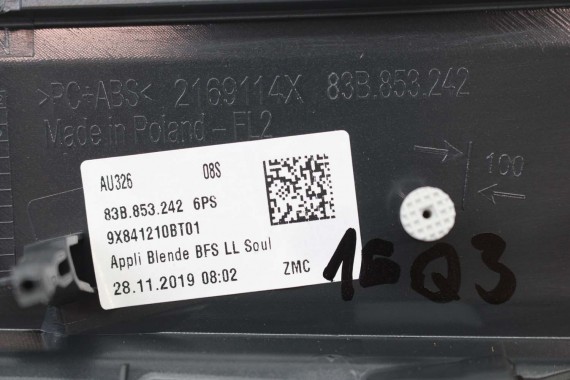 >PC+ABS< 2169114X 83B.853.242
Made in Poland - FL2
100
AU326 08S
83B.853.242 6PS
9X841210BT01
Appli Blende BFS LL Soul
28.11.2019 08:02 ZMC
Q3